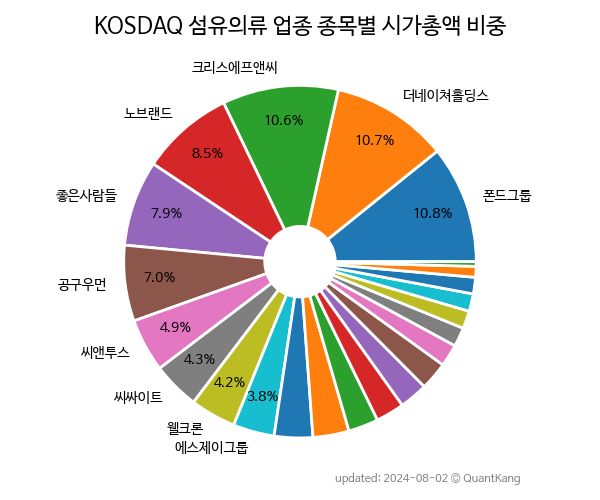 KOSDAQ 섬유의류 업종 종목별 시가총액 비중
크리스에프앤씨
더네이쳐홀딩스
노브랜드
10.6%
10.7%
8.5%
좋은사람들
폰드그룹
7.9%
10.8%
공구우먼
7.0%
4.9%
씨앤투스
4.3%
씨싸이트
4.2%
3.8%
웰크론
에스제이그룹
updated: 2024-08-02 © QuantKang